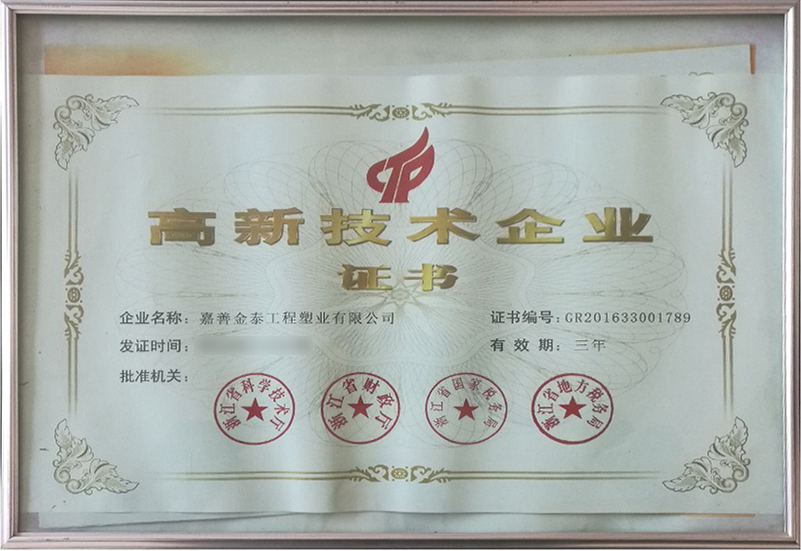 高新技术企业
证书
企业名称：嘉善金泰工程塑业有限公司
证书编号：GR201633001789
发证时间：
有效期：三年
批准机关：
浙江省科学技术厅
浙江省财政厅
浙江省国家税务局
浙江省地方税务局